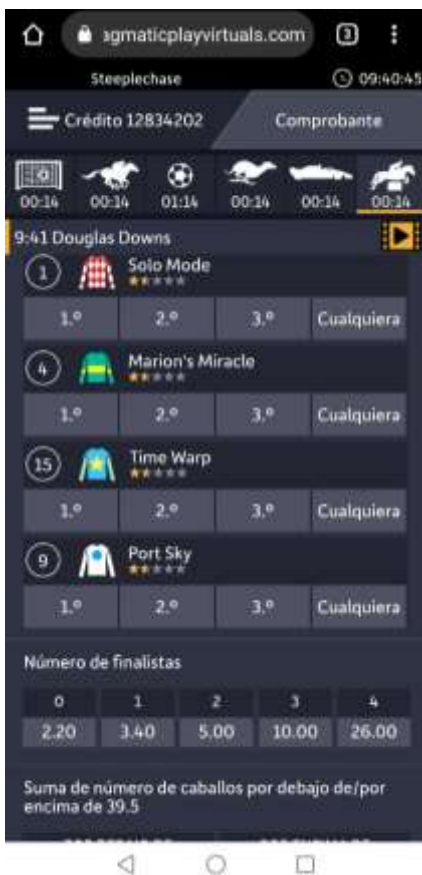 agmaticplayvirtuals.com 3
Steeplechase 09:40:45
Crédito 12834202 Comprobante
00:14 00:14 01:14 00:14 00:14 00:14
9:41 Douglas Downs
1 Solo Mode
1.º 2.º 3.º Cualquiera
4 Marion's Miracle
1.º 2.º 3.º Cualquiera
15 Time Warp
1.º 2.º 3.º Cualquiera
9 Port Sky
1.º 2.º 3.º Cualquiera
Número de finalistas
0 1 2 3 4
2.20 3.40 5.00 10.00 26.00
Suma de número de caballos por debajo de/por
encima de 39.5